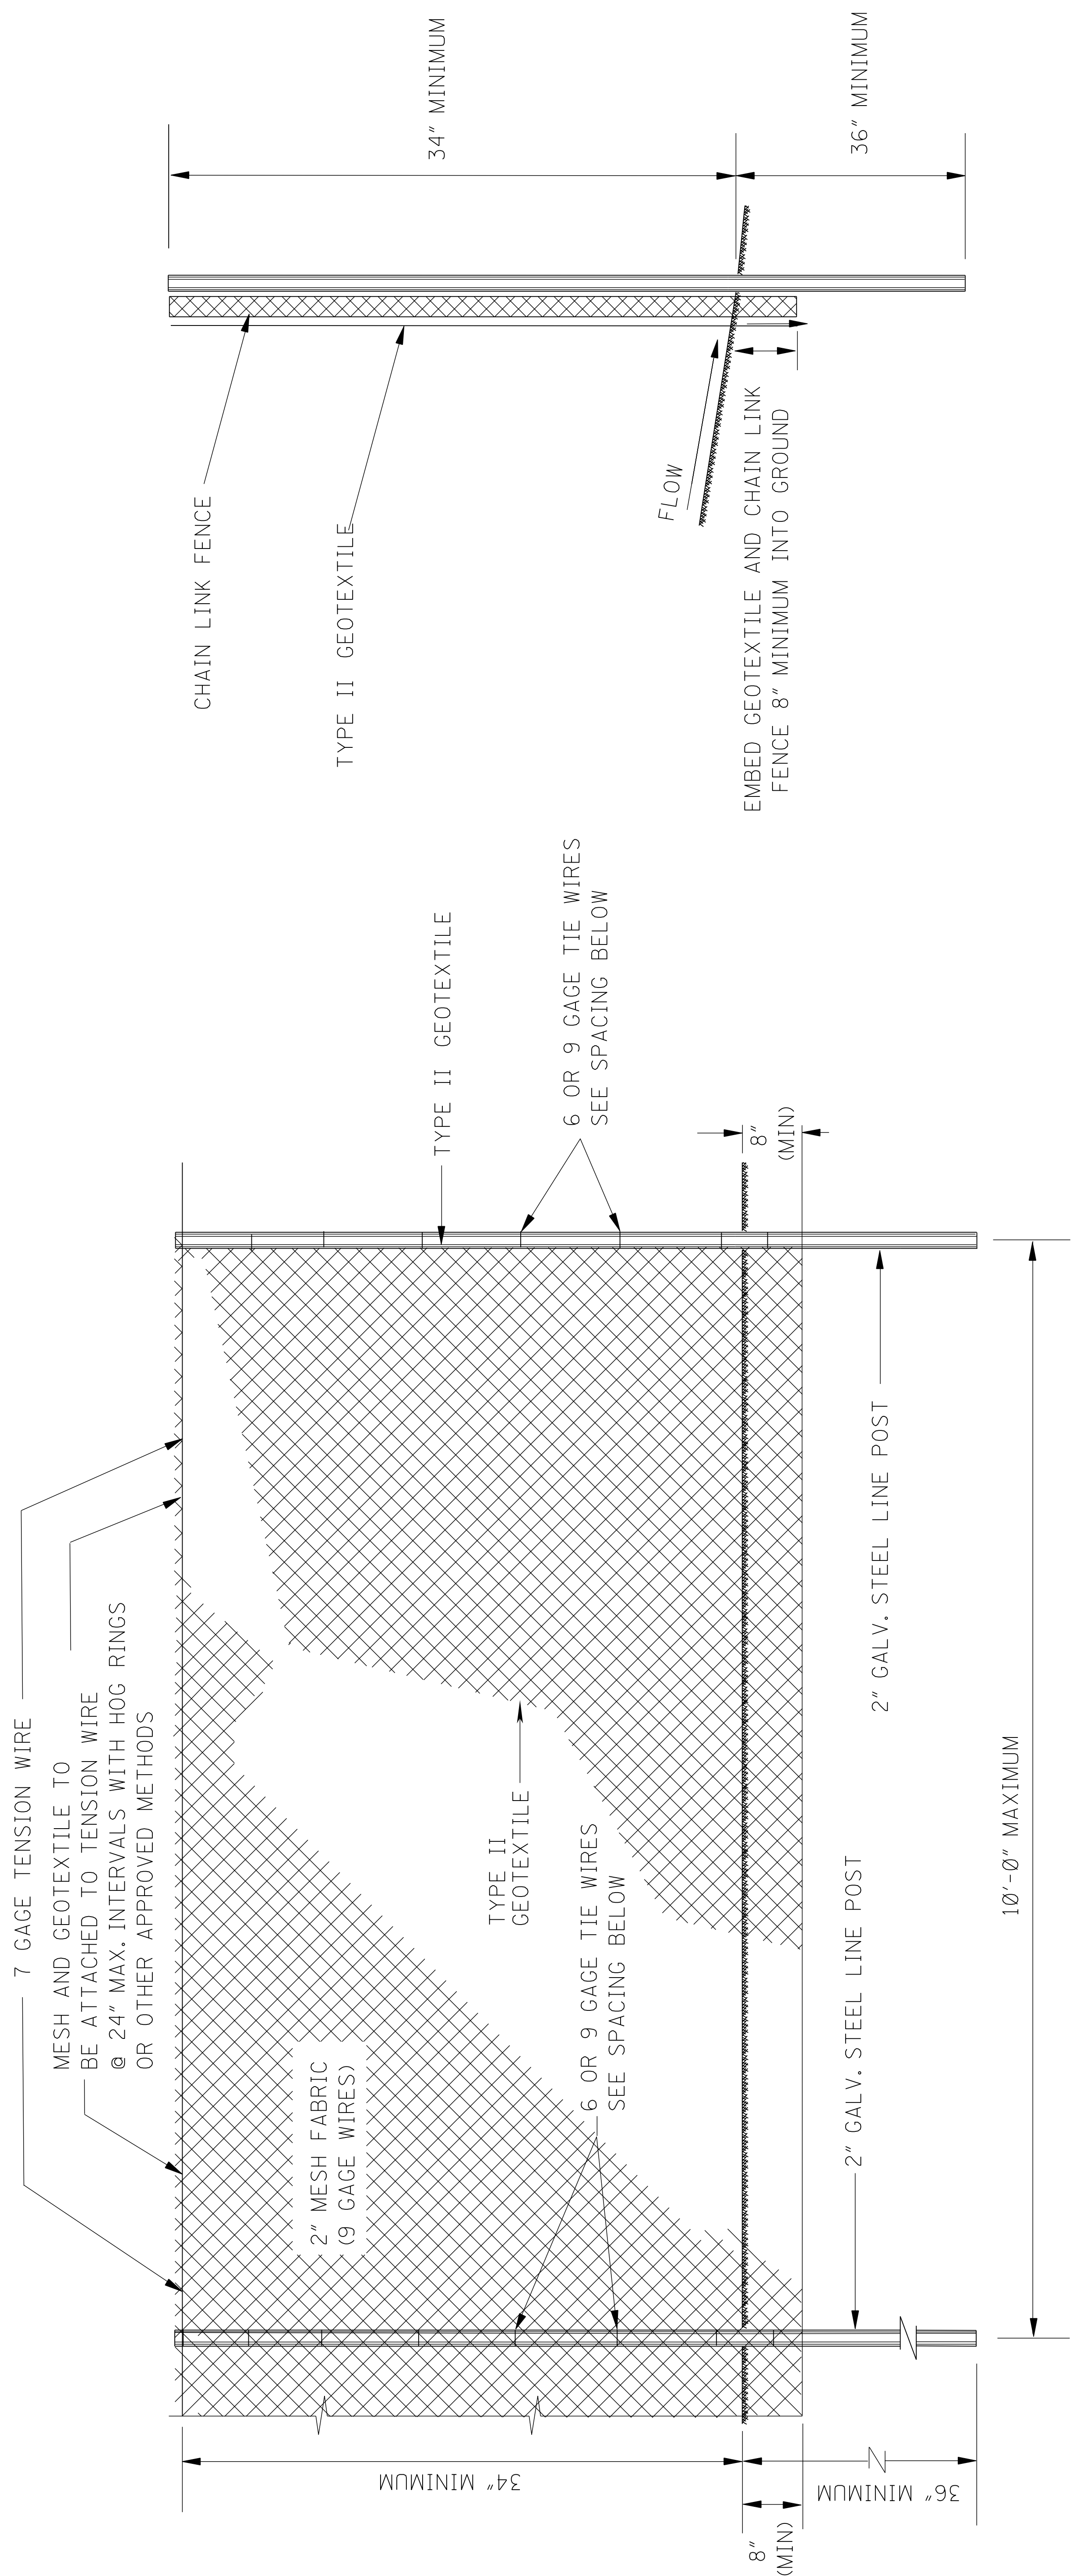 7 GAGE TENSION WIRE
MESH AND GEOTEXTILE TO
BE ATTACHED TO TENSION WIRE
@ 24" MAX. INTERVALS WITH HOG RINGS
OR OTHER APPROVED METHODS
2" MESH FABRIC
(9 GAGE WIRES)
TYPE II
GEOTEXTILE
6 OR 9 GAGE TIE WIRES
SEE SPACING BELOW
TYPE II GEOTEXTILE
6 OR 9 GAGE TIE WIRES
SEE SPACING BELOW
34" MINIMUM
8"
(MIN)
36" MINIMUM
8"
(MIN)
2" GALV. STEEL LINE POST
2" GALV. STEEL LINE POST
10'-0" MAXIMUM
CHAIN LINK FENCE
TYPE II GEOTEXTILE
FLOW
EMBED GEOTEXTILE AND CHAIN LINK
FENCE 8" MINIMUM INTO GROUND
34" MINIMUM
36" MINIMUM